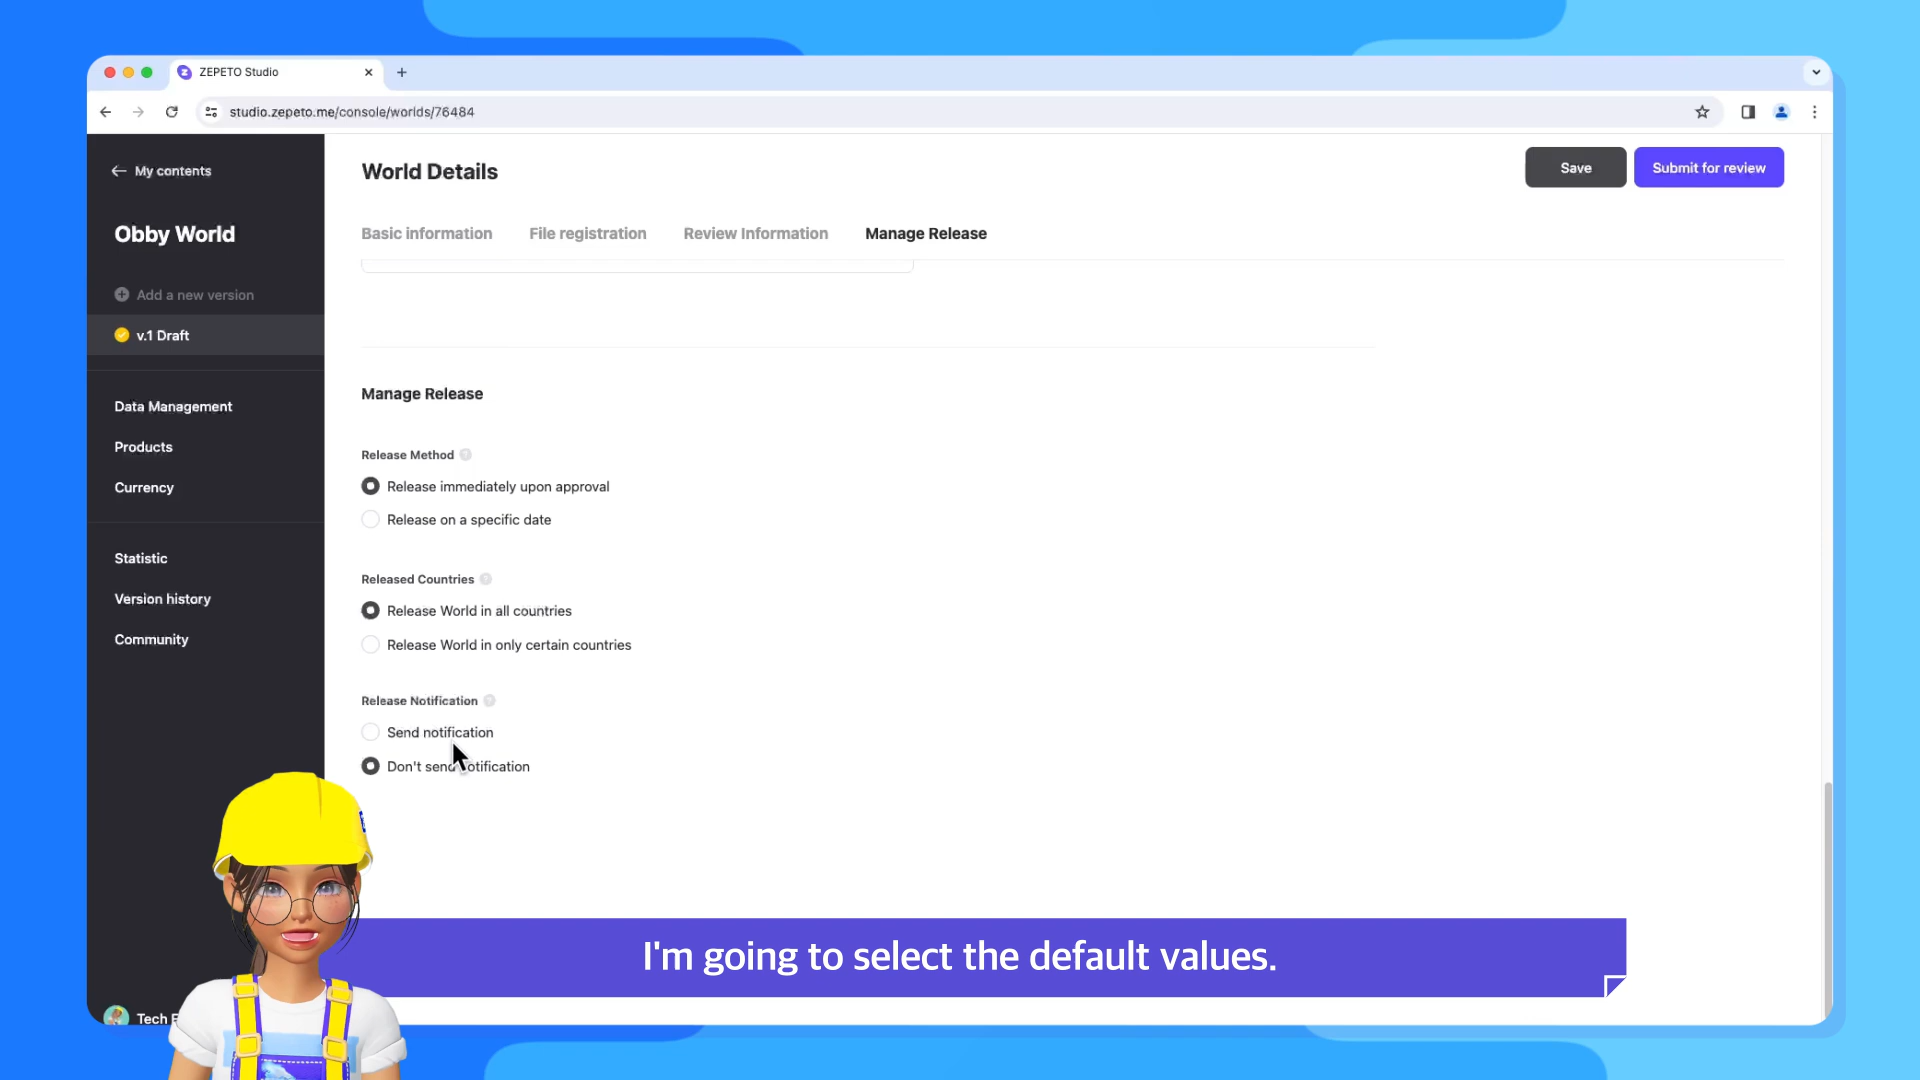 ZEPETO Studio
studio.zepeto.me/console/worlds/76484
My contents
World Details
Save
Submit for review
Obby World
Basic information
File registration
Review Information
Manage Release
Add a new version
v.1 Draft
Data Management
Products
Currency
Statistic
Version history
Community
Manage Release
Release Method
Release immediately upon approval
Release on a specific date
Released Countries
Release World in all countries
Release World in only certain countries
Release Notification
Send notification
Don't send notification
I'm going to select the default values.
Tech